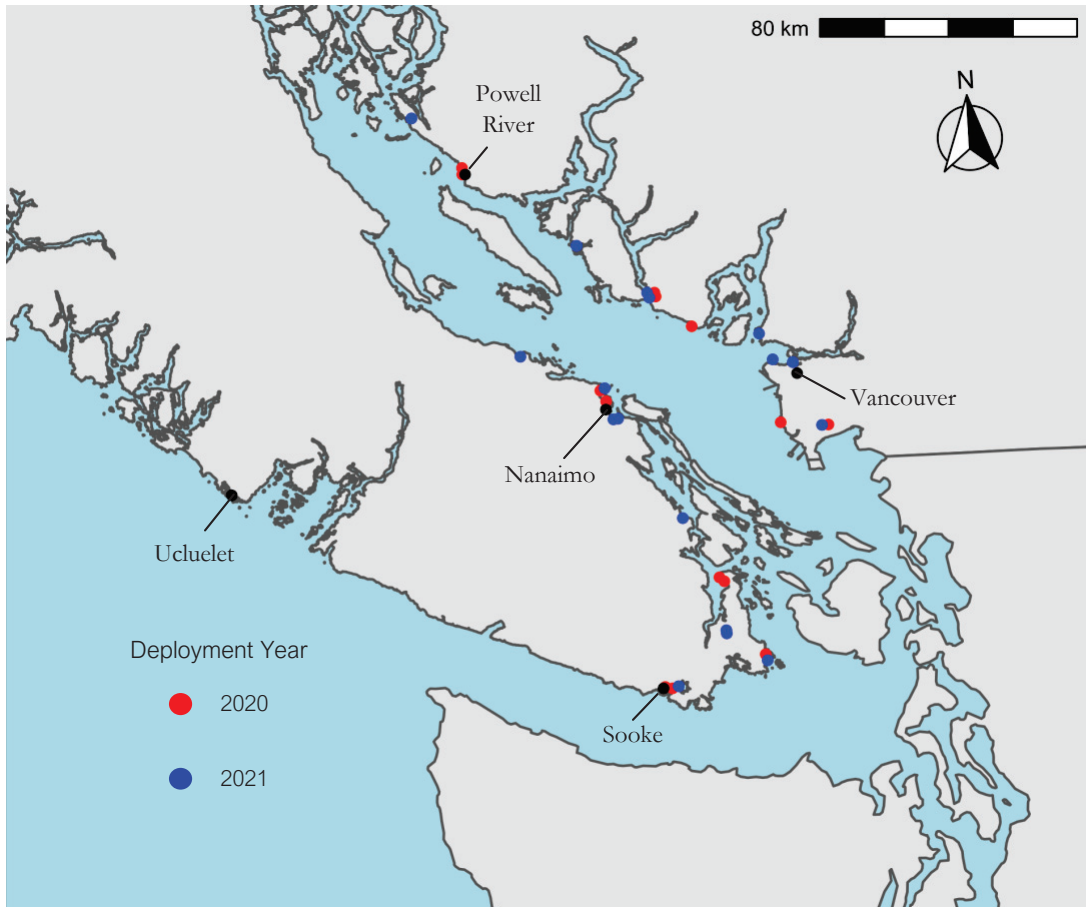 80 km
N
Powell
River
Vancouver
Nanaimo
Ucluelet
Deployment Year
2020
Sooke
2021